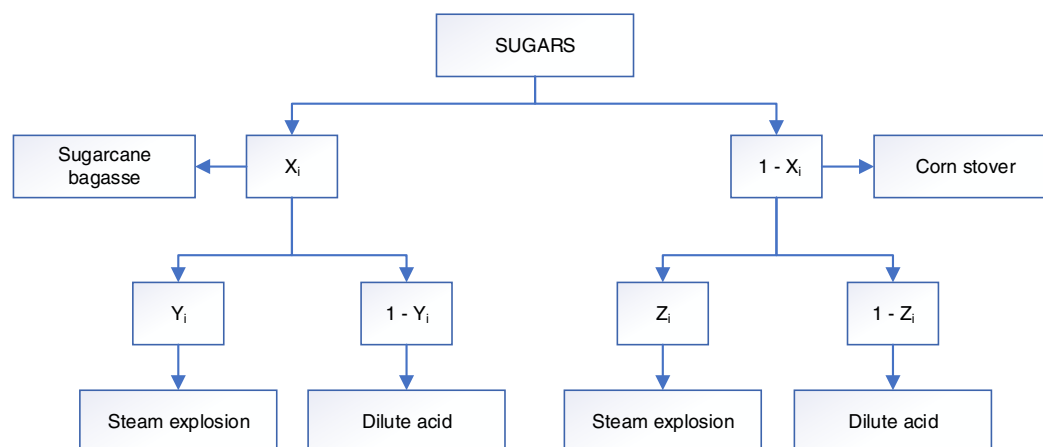 SUGARS
Sugarcane
bagasse
Xᵢ
1 - Xᵢ
Corn stover
Yᵢ
1 - Yᵢ
Zᵢ
1 - Zᵢ
Steam explosion
Dilute acid
Steam explosion
Dilute acid